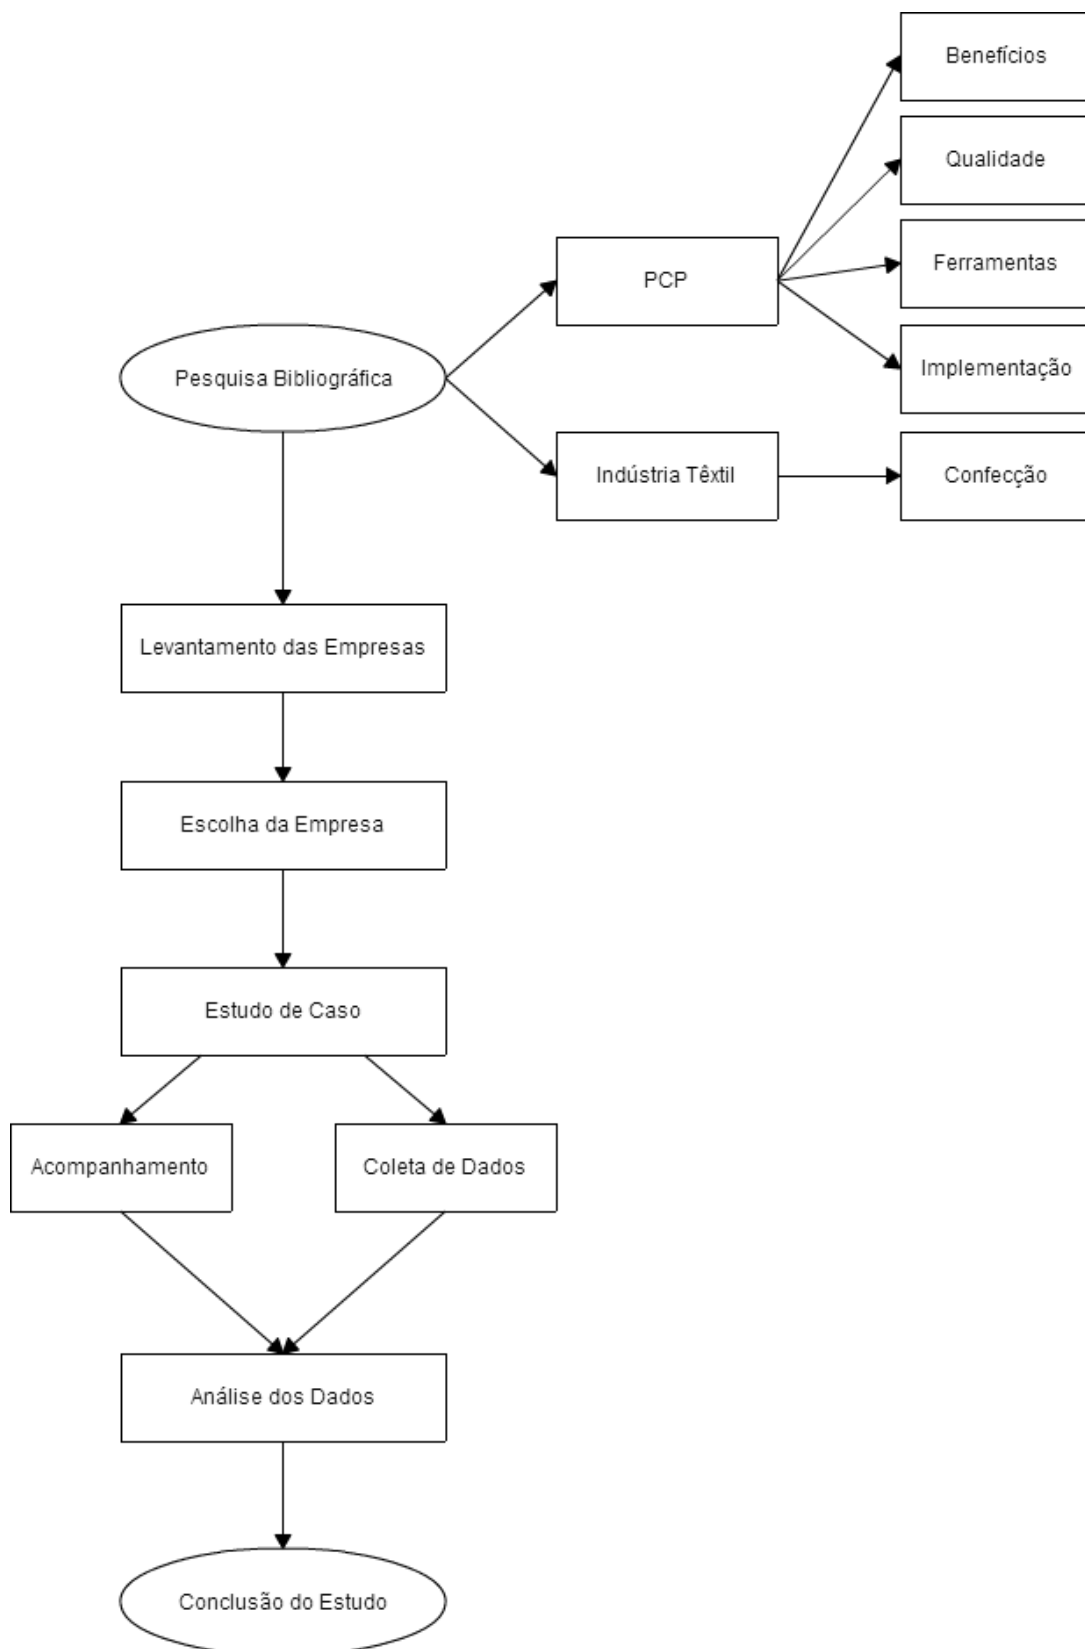 Benefícios
Qualidade
PCP
Ferramentas
Pesquisa Bibliográfica
Implementação
Indústria Têxtil
Confecção
Levantamento das Empresas
Escolha da Empresa
Estudo de Caso
Acompanhamento
Coleta de Dados
Análise dos Dados
Conclusão do Estudo